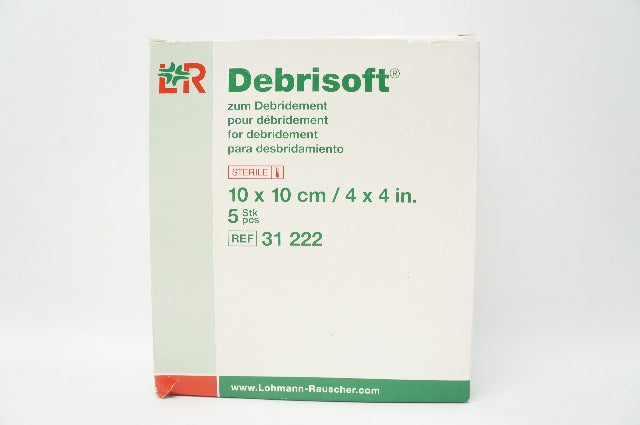 L&R
Debrisoft®
zum Debridement
pour débridement
for debridement
para desbridamiento
STERILE
10 x 10 cm / 4 x 4 in.
5 Stk
pcs
REF 31 222
www.Lohmann-Rauscher.com